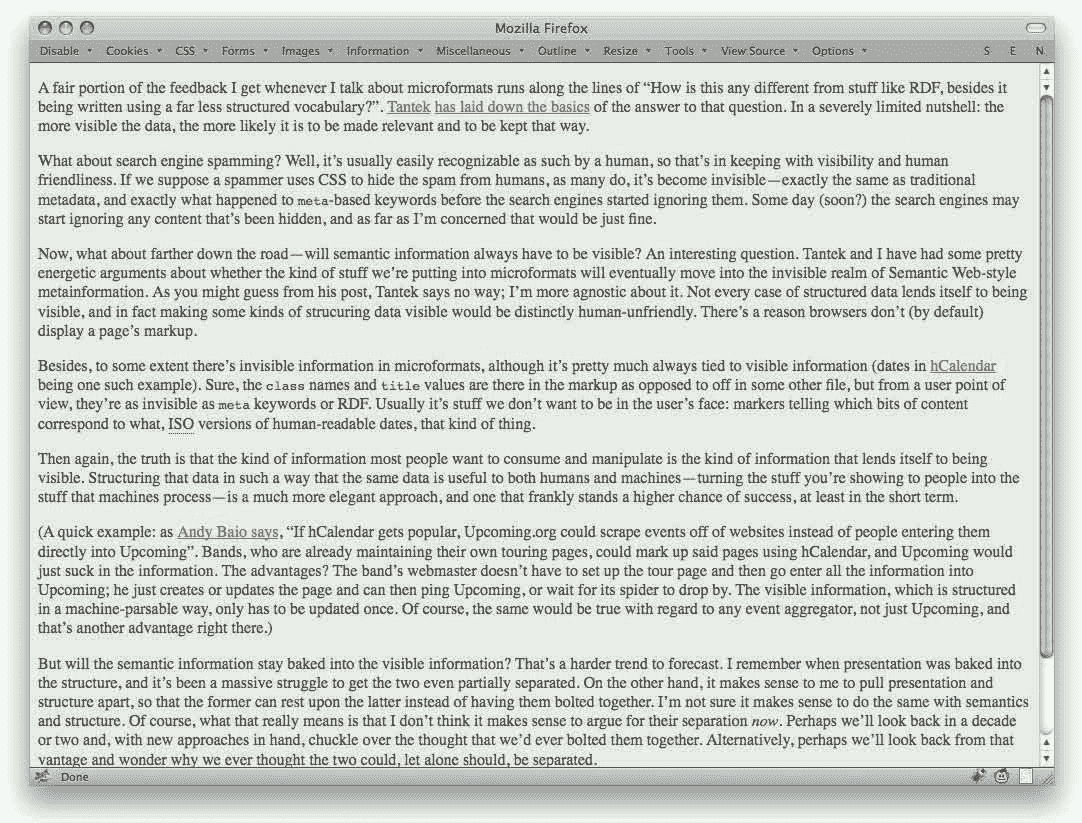 Mozilla Firefox
Disable Cookies CSS Forms Images Information Miscellaneous Outline Resize Tools View Source Options S E N
A fair portion of the feedback I get whenever I talk about microformats runs along the lines of “How is this any different from stuff like RDF, besides it
being written using a far less structured vocabulary?”. Tantek has laid down the basics of the answer to that question. In a severely limited nutshell: the
more visible the data, the more likely it is to be made relevant and to be kept that way.
What about search engine spamming? Well, it’s usually easily recognizable as such by a human, so that’s in keeping with visibility and human
friendliness. If we suppose a spammer uses CSS to hide the spam from humans, as many do, it’s become invisible—exactly the same as traditional
metadata, and exactly what happened to meta-based keywords before the search engines started ignoring them. Some day (soon?) the search engines may
start ignoring any content that’s been hidden, and as far as I’m concerned that would be just fine.
Now, what about farther down the road—will semantic information always have to be visible? An interesting question. Tantek and I have had some pretty
energetic arguments about whether the kind of stuff we’re putting into microformats will eventually move into the invisible realm of Semantic Web-style
metainformation. As you might guess from his post, Tantek says no way; I’m more agnostic about it. Not every case of structured data lends itself to being
visible, and in fact making some kinds of strucuring data visible would be distinctly human-unfriendly. There’s a reason browsers don’t (by default)
display a page’s markup.
Besides, to some extent there’s invisible information in microformats, although it’s pretty much always tied to visible information (dates in hCalendar
being one such example). Sure, the class names and title values are there in the markup as opposed to off in some other file, but from a user point of
view, they’re as invisible as meta keywords or RDF. Usually it’s stuff we don’t want to be in the user’s face: markers telling which bits of content
correspond to what, ISO versions of human-readable dates, that kind of thing.
Then again, the truth is that the kind of information most people want to consume and manipulate is the kind of information that lends itself to being
visible. Structuring that data in such a way that the same data is useful to both humans and machines—turning the stuff you’re showing to people into the
stuff that machines process—is a much more elegant approach, and one that frankly stands a higher chance of success, at least in the short term.
(A quick example: as Andy Baio says, “If hCalendar gets popular, Upcoming.org could scrape events off of websites instead of people entering them
directly into Upcoming”. Bands, who are already maintaining their own touring pages, could mark up said pages using hCalendar, and Upcoming would
just suck in the information. The advantages? The band’s webmaster doesn’t have to set up the tour page and then go enter all the information into
Upcoming; he just creates or updates the page and can then ping Upcoming, or wait for its spider to drop by. The visible information, which is structured
in a machine-parsable way, only has to be updated once. Of course, the same would be true with regard to any event aggregator, not just Upcoming, and
that’s another advantage right there.)
But will the semantic information stay baked into the visible information? That’s a harder trend to forecast. I remember when presentation was baked into
the structure, and it’s been a massive struggle to get the two even partially separated. On the other hand, it makes sense to me to pull presentation and
structure apart, so that the former can rest upon the latter instead of having them bolted together. I’m not sure it makes sense to do the same with semantics
and structure. Of course, what that really means is that I don’t think it makes sense to argue for their separation now. Perhaps we’ll look back in a decade
or two and, with new approaches in hand, chuckle over the thought that we’d ever bolted them together. Alternatively, perhaps we’ll look back from that
vantage and wonder why we ever thought the two could, let alone should, be separated.
Done